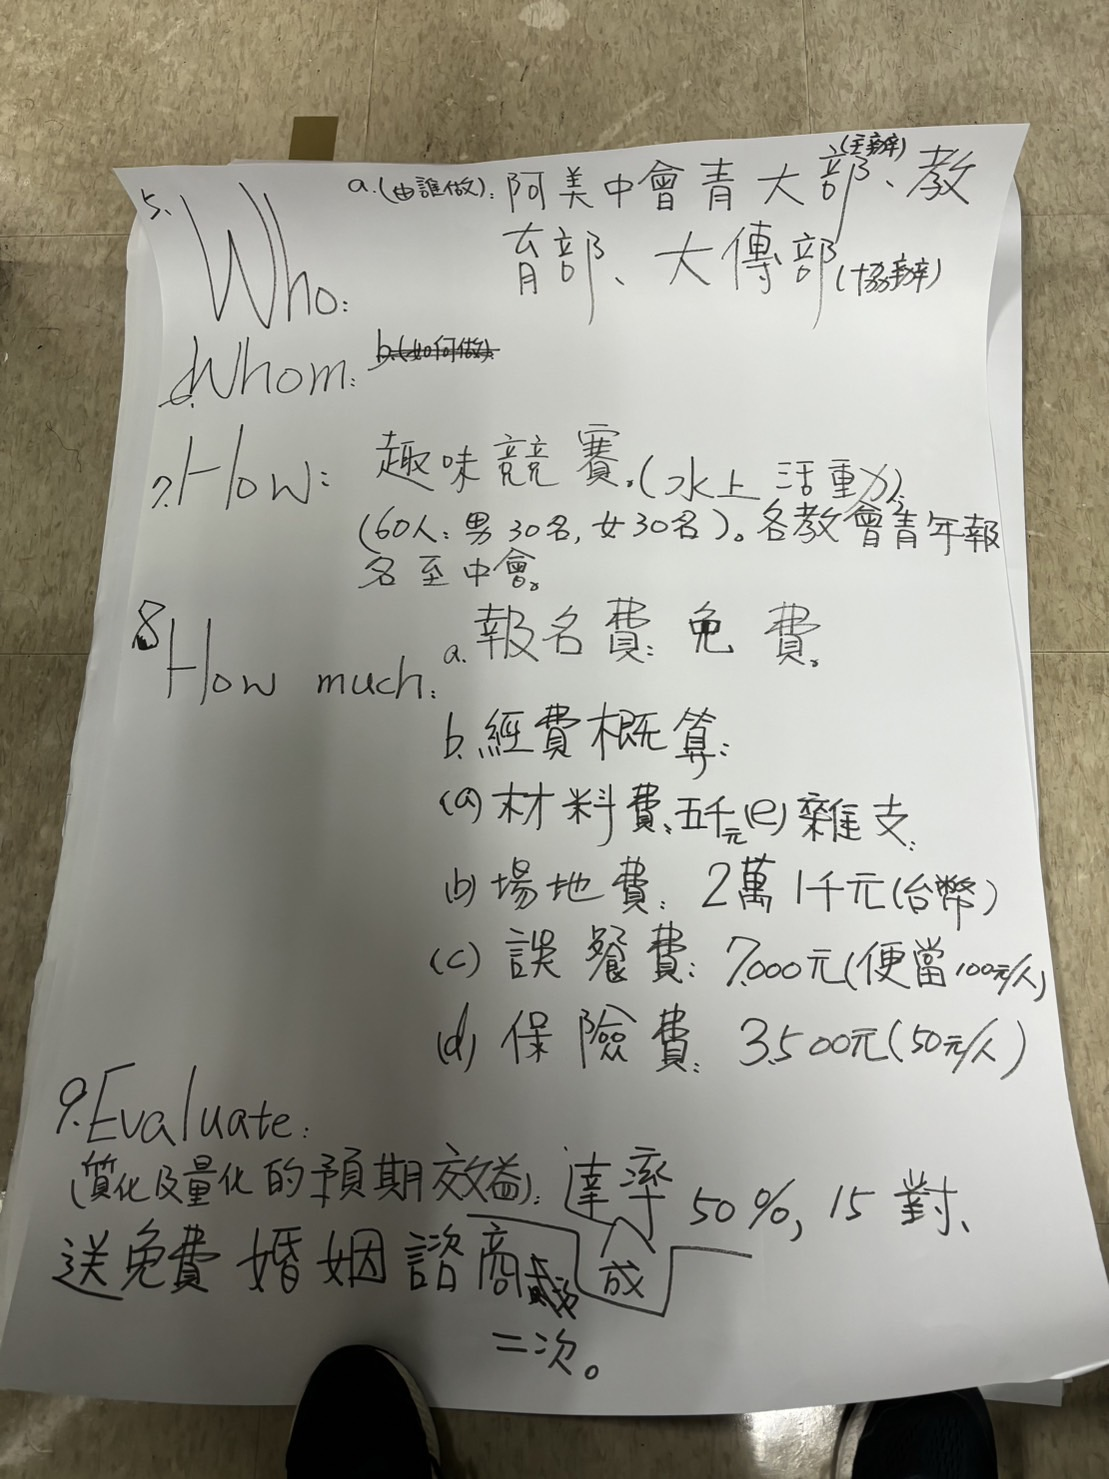 5. Who: a.(由誰做): 阿美中會青大部(主辦)、教
育部、大傳部(協辦)
6. Whom: b.(如何做):
7. How: 趣味競賽。(水上活動),
(60人:男30名,女30名)。各教會青年報
名至中會。
8 How much: a. 報名費: 免費。
b. 經費概算:
(a) 材料費: 五千元 (e) 雜支:
(b) 場地費: 2萬1千元(台幣)
(c) 誤餐費: 7,000元(便當100元/人)
(d) 保險費: 3,500元(50元/人)
9. Evaluate:
(質化及量化的預期效益): 達成率50%, 15對、
送免費婚姻諮商
二次。